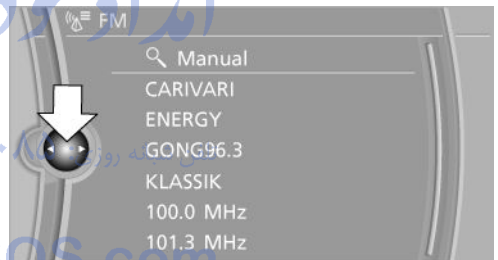 FM
Manual
CARIVARI
ENERGY
GONG96.3
KLASSIK
100.0 MHz
101.3 MHz